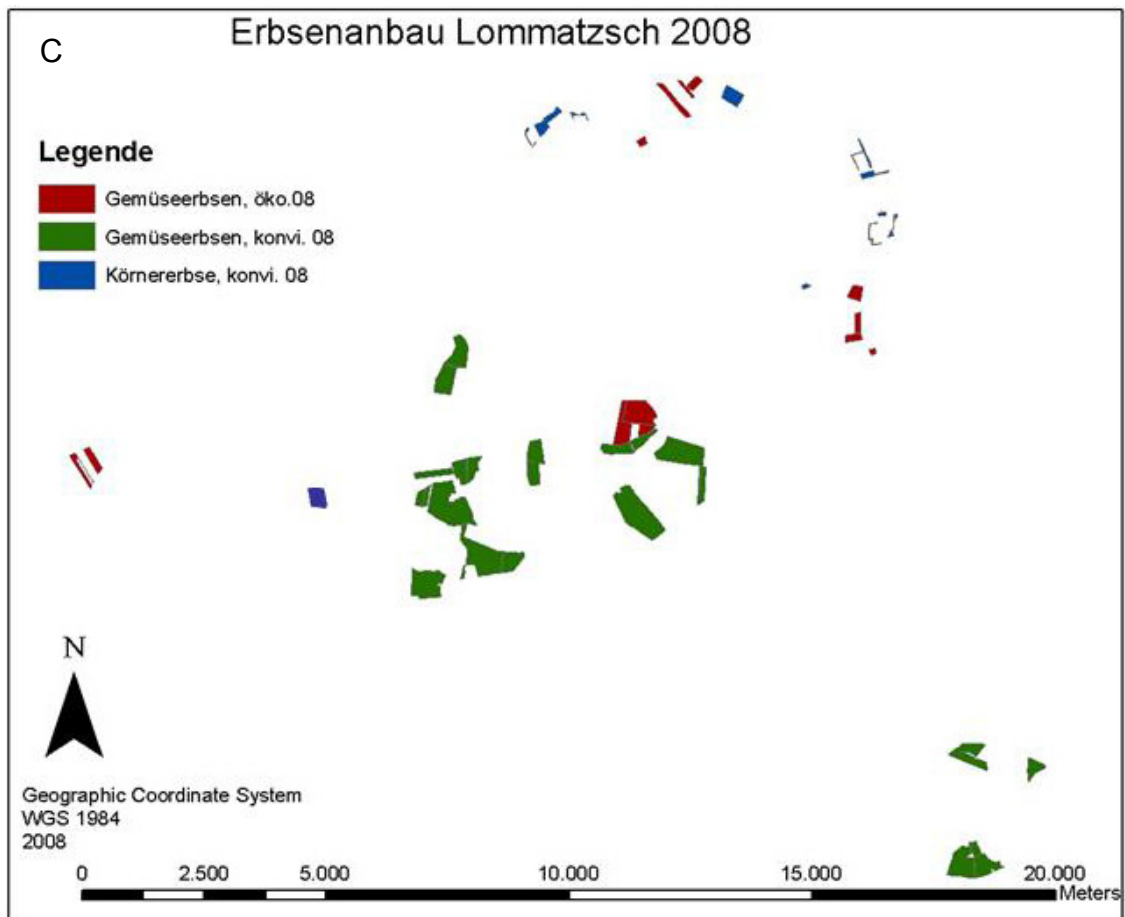 Erbsenanbau Lommatzsch 2008
C
Legende
Gemüseerbsen, öko.08
Gemüseerbsen, konvi. 08
Körnererbse, konvi. 08
N
Geographic Coordinate System
WGS 1984
2008
0 2.500 5.000 10.000 15.000 20.000
Meters